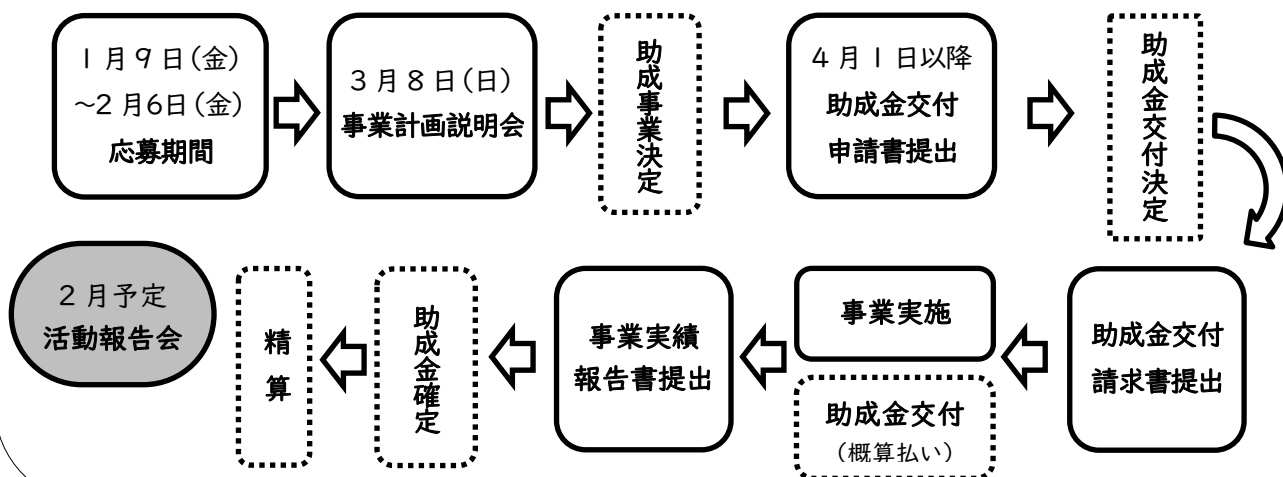 1月9日(金)
～2月6日(金)
応募期間
3月8日(日)
事業計画説明会
助成事業決定
4月1日以降
助成金交付
申請書提出
助成金交付決定
助成金交付
請求書提出
事業実施
助成金交付
（概算払い）
事業実績
報告書提出
助成金確定
精算
2月予定
活動報告会